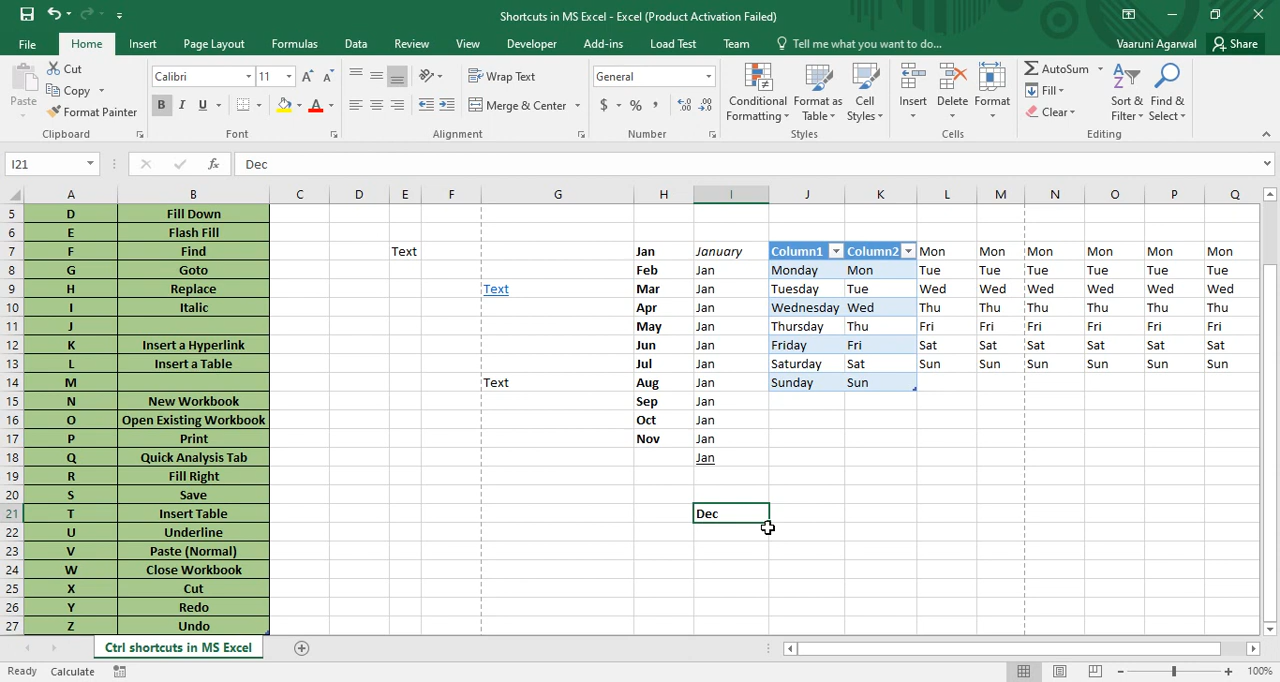 Shortcuts in MS Excel - Excel (Product Activation Failed)
File Home Insert Page Layout Formulas Data Review View Developer Add-ins Load Test Team Tell me what you want to do... Vaaruni Agarwal Share
Paste
Cut
Copy
Format Painter
Clipboard
Calibri 11
B I U
Font
Wrap Text
Merge & Center
Alignment
General
$ % ,
Number
Conditional Formatting
Format as Table
Cell Styles
Styles
Insert Delete Format
Cells
AutoSum
Fill
Clear
Sort & Filter
Find & Select
Editing
I21 fx Dec
A B C D E F G H I J K L M N O P Q
5 D Fill Down
6 E Flash Fill
7 F Find Text Jan January Column1 Column2 Mon Mon Mon Mon Mon Mon
8 G Goto Feb Jan Monday Mon Tue Tue Tue Tue Tue Tue
9 H Replace Text Mar Jan Tuesday Tue Wed Wed Wed Wed Wed Wed
10 I Italic Apr Jan Wednesday Wed Thu Thu Thu Thu Thu Thu
11 J May Jan Thursday Thu Fri Fri Fri Fri Fri Fri
12 K Insert a Hyperlink Jun Jan Friday Fri Sat Sat Sat Sat Sat Sat
13 L Insert a Table Jul Jan Saturday Sat Sun Sun Sun Sun Sun Sun
14 M Text Aug Jan Sunday Sun
15 N New Workbook Sep Jan
16 O Open Existing Workbook Oct Jan
17 P Print Nov Jan
18 Q Quick Analysis Tab Jan
19 R Fill Right
20 S Save
21 T Insert Table Dec
22 U Underline
23 V Paste (Normal)
24 W Close Workbook
25 X Cut
26 Y Redo
27 Z Undo
Ctrl shortcuts in MS Excel
Ready Calculate 100%